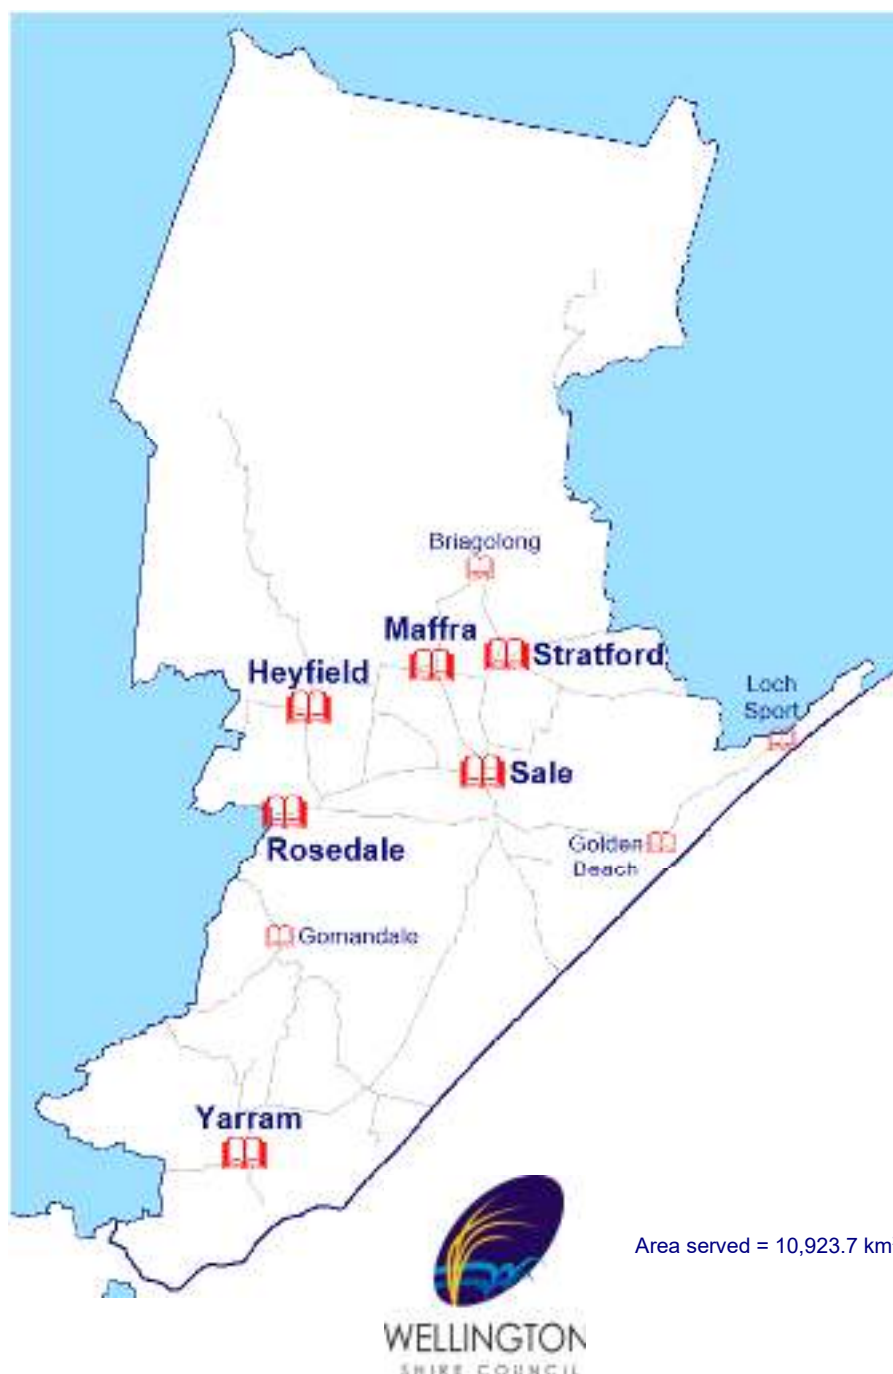 Briagolong
Maffra
Stratford
Heyfield
Loch
Sport
Sale
Rosedale
Golden
Beach
Gormandale
Yarram
Area served = 10,923.7 km
WELLINGTON
SHIRE COUNCIL